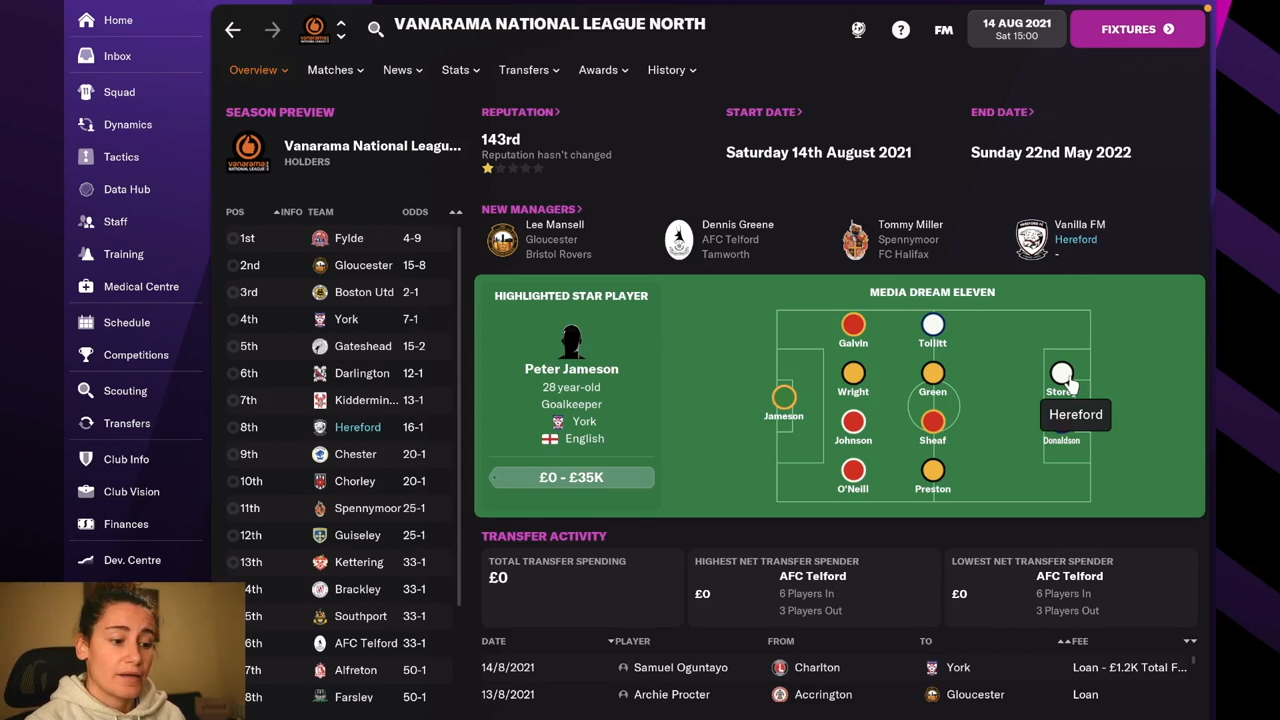 Home
Inbox
Squad
Dynamics
Tactics
Data Hub
Staff
Training
Medical Centre
Schedule
Competitions
Scouting
Transfers
Club Info
Club Vision
Finances
Dev. Centre
VANARAMA NATIONAL LEAGUE NORTH
FM
14 AUG 2021
Sat 15:00
FIXTURES
Overview Matches News Stats Transfers Awards History
SEASON PREVIEW
Vanarama National Leagu...
HOLDERS
REPUTATION>
143rd
Reputation hasn't changed
START DATE>
Saturday 14th August 2021
END DATE>
Sunday 22nd May 2022
NEW MANAGERS>
Lee Mansell
Gloucester
Bristol Rovers
Dennis Greene
AFC Telford
Tamworth
Tommy Miller
Spennymoor
FC Halifax
Vanilla FM
Hereford
-
POS INFO TEAM ODDS
1st Fylde 4-9
2nd Gloucester 15-8
3rd Boston Utd 2-1
4th York 7-1
5th Gateshead 15-2
6th Darlington 12-1
7th Kiddermin... 13-1
8th Hereford 16-1
9th Chester 20-1
10th Chorley 20-1
11th Spennymoor 25-1
12th Guiseley 25-1
13th Kettering 33-1
4th Brackley 33-1
5th Southport 33-1
6th AFC Telford 33-1
7th Alfreton 50-1
8th Farsley 50-1
HIGHLIGHTED STAR PLAYER
Peter Jameson
28 year-old
Goalkeeper
York
English
£0 - £35K
MEDIA DREAM ELEVEN
Galvin
Tollitt
Wright
Green
Store
Jameson
Hereford
Johnson
Sheaf
Donaldson
O'Neill
Preston
TRANSFER ACTIVITY
TOTAL TRANSFER SPENDING
£0
HIGHEST NET TRANSFER SPENDER
AFC Telford
£0
6 Players In
3 Players Out
LOWEST NET TRANSFER SPENDER
AFC Telford
£0
6 Players In
3 Players Out
DATE PLAYER FROM TO FEE
14/8/2021 Samuel Oguntayo Charlton York Loan - £1.2K Total F...
13/8/2021 Archie Procter Accrington Gloucester Loan